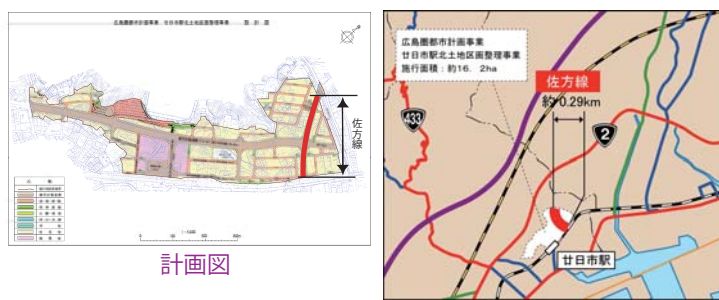 広島圏都市計画事業 廿日市駅北土地区画整理事業 設計図
佐方線
計画図
広島圏都市計画事業
廿日市駅北土地区画整理事業
施行面積：約16．2ha
佐方線
約 0.29km
433
2
廿日市駅